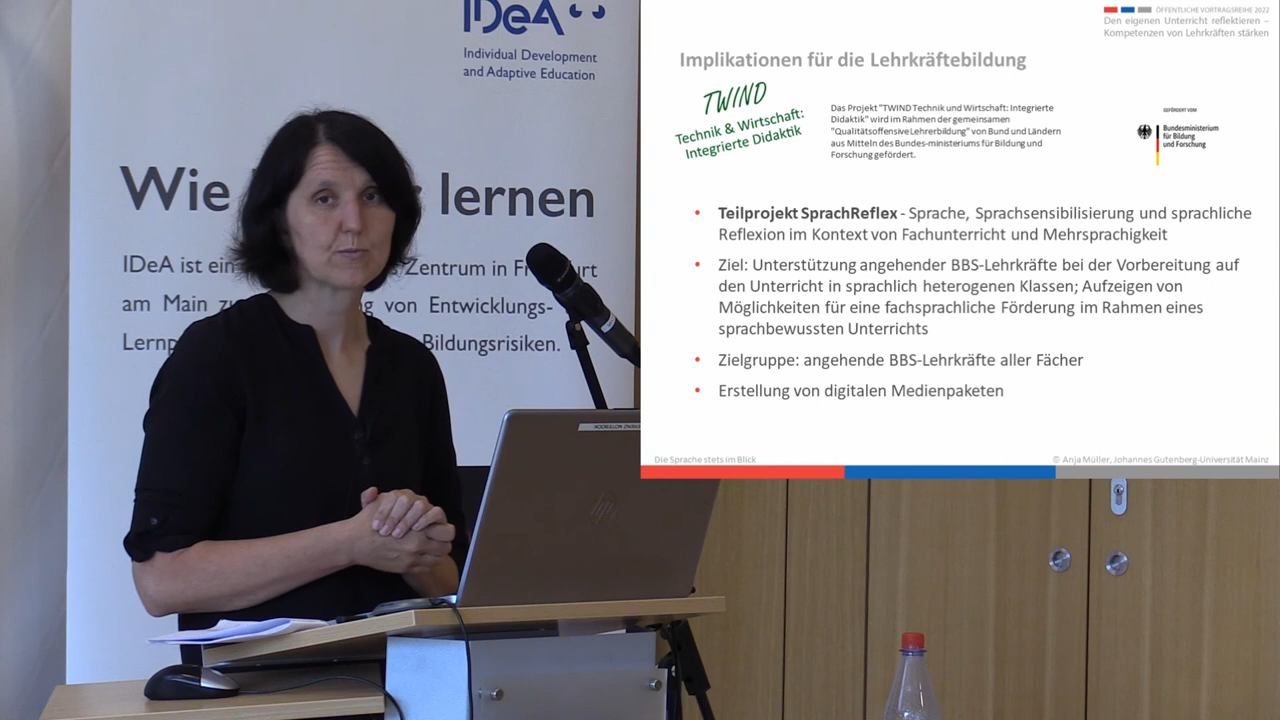 IDeA
Individual Development
and Adaptive Education
Wie lernen
IDeA ist ein Zentrum in Frankfurt
am Main zu g von Entwicklungs-
Lernp Bildungsrisiken.
ÖFFENTLICHE VORTRAGSREIHE 2022
Den eigenen Unterricht reflektieren –
Kompetenzen von Lehrkräften stärken
Implikationen für die Lehrkräftebildung
TWIND
Technik & Wirtschaft:
Integrierte Didaktik
Das Projekt "TWIND Technik und Wirtschaft: Integrierte
Didaktik" wird im Rahmen der gemeinsamen
"Qualitätsoffensive Lehrerbildung" von Bund und Ländern
aus Mitteln des Bundes-ministeriums für Bildung und
Forschung gefördert.
GEFÖRDERT VOM
Bundesministerium
für Bildung
und Forschung
• Teilprojekt SprachReflex - Sprache, Sprachsensibilisierung und sprachliche
Reflexion im Kontext von Fachunterricht und Mehrsprachigkeit
• Ziel: Unterstützung angehender BBS-Lehrkräfte bei der Vorbereitung auf
den Unterricht in sprachlich heterogenen Klassen; Aufzeigen von
Möglichkeiten für eine fachsprachliche Förderung im Rahmen eines
sprachbewussten Unterrichts
• Zielgruppe: angehende BBS-Lehrkräfte aller Fächer
• Erstellung von digitalen Medienpaketen
Die Sprache stets im Blick
© Anja Müller, Johannes Gutenberg-Universität Mainz
hp